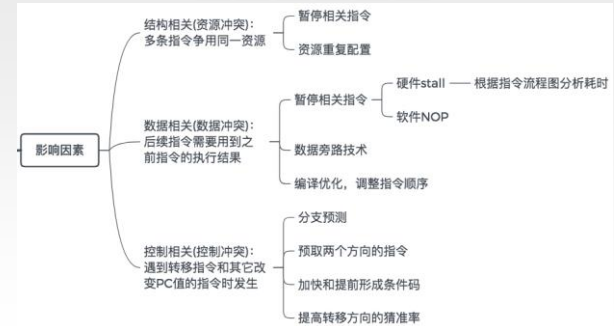 影响因素
结构相关(资源冲突)：
多条指令争用同一资源
暂停相关指令
资源重复配置
数据相关(数据冲突)：
后续指令需要用到之
前指令的执行结果
暂停相关指令
硬件stall
根据指令流程图分析耗时
软件NOP
数据旁路技术
编译优化，调整指令顺序
控制相关(控制冲突)：
遇到转移指令和其它改
变PC值的指令时发生
分支预测
预取两个方向的指令
加快和提前形成条件码
提高转移方向的猜准率